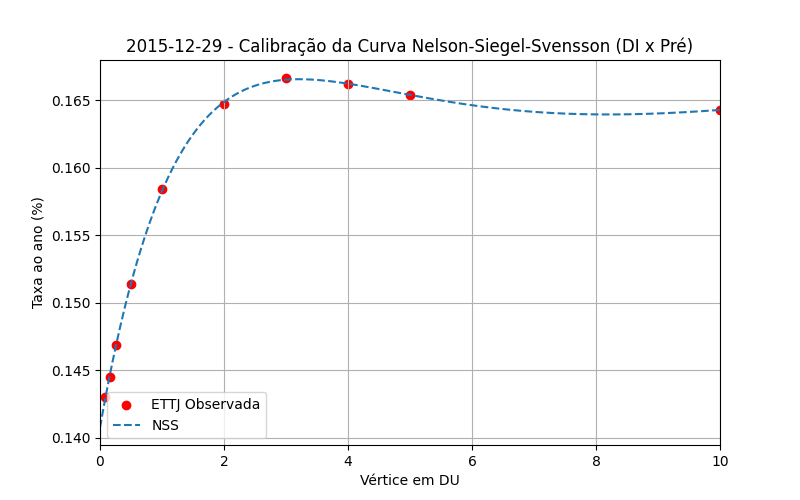 2015-12-29 - Calibração da Curva Nelson-Siegel-Svensson (DI x Pré)
Taxa ao ano (%)
0.165
0.160
0.155
0.150
0.145
0.140
ETTJ Observada
NSS
0 2 4 6 8 10
Vértice em DU